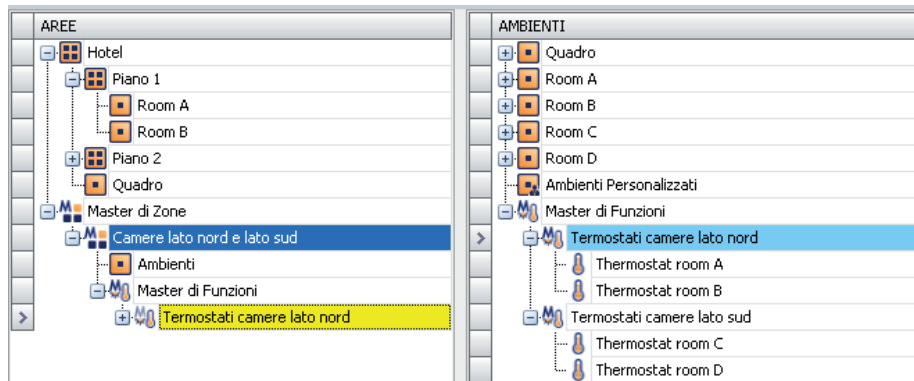 AREE
Hotel
Piano 1
Room A
Room B
Piano 2
Quadro
Master di Zone
Camere lato nord e lato sud
Ambienti
Master di Funzioni
Termostati camere lato nord
AMBIENTI
Quadro
Room A
Room B
Room C
Room D
Ambienti Personalizzati
Master di Funzioni
Termostati camere lato nord
Thermostat room A
Thermostat room B
Termostati camere lato sud
Thermostat room C
Thermostat room D